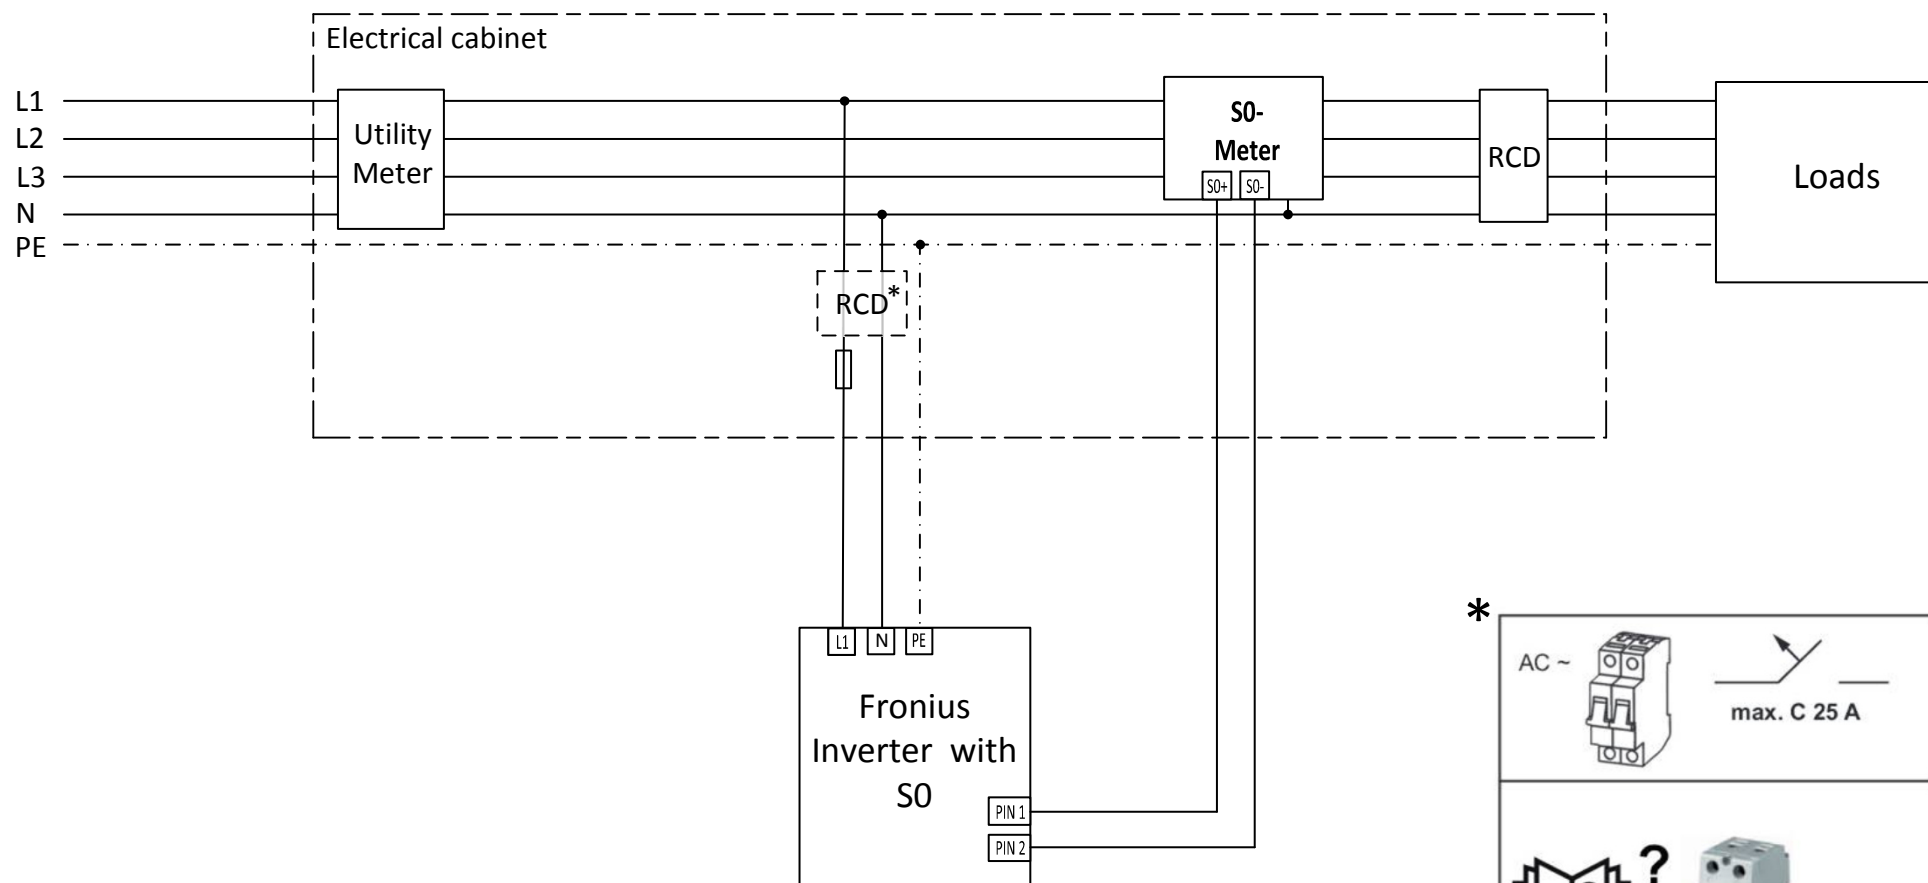 Electrical cabinet
L1
L2
L3
N
PE
Utility
Meter
S0-
Meter
S0+ S0-
RCD
Loads
RCD*
L1 N PE
Fronius
Inverter with
S0
PIN 1
PIN 2
*
AC ~
max. C 25 A
?